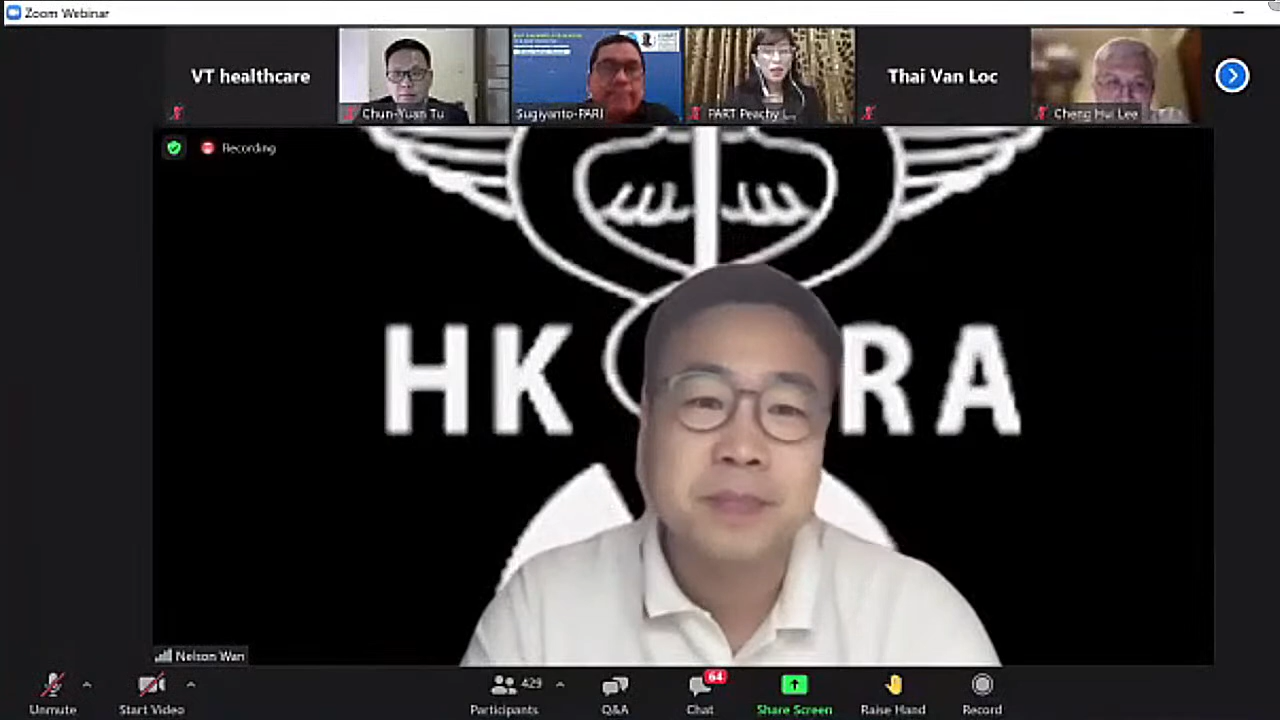 Zoom Webinar
VT healthcare
Chun-Yuan Tu
Sugiyanto-PARI
PART Peachy L...
Thai Van Loc
Cheng Hui Lee
Recording
HK RA
Nelson Wan
Unmute
Start Video
429
Participants
Q&A
64
Chat
Share Screen
Raise Hand
Record